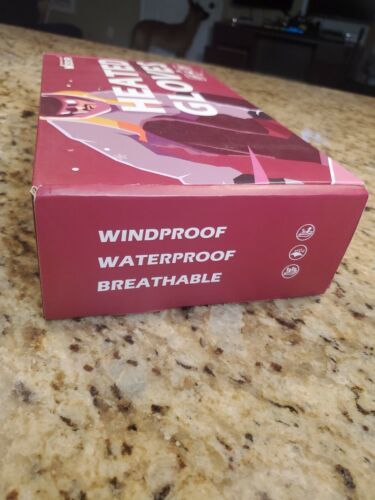 HEATED
GLOVES
WINDPROOF
WATERPROOF
BREATHABLE